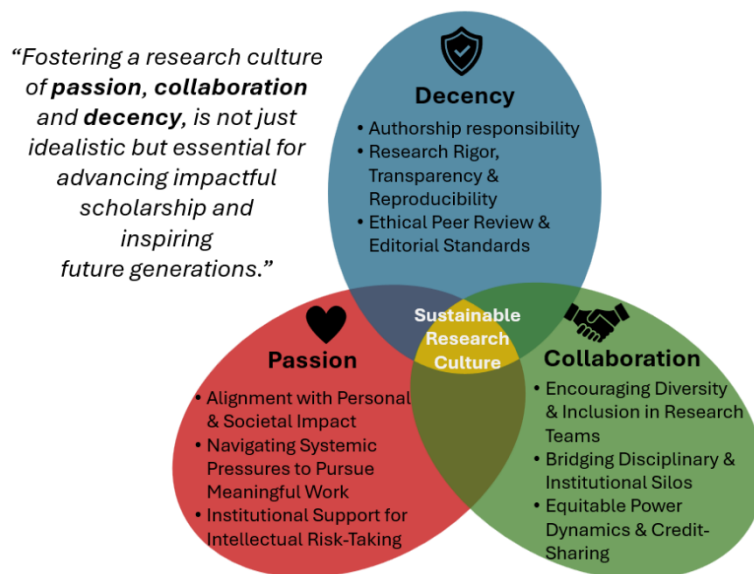 “Fostering a research culture
of passion, collaboration
and decency, is not just
idealistic but essential for
advancing impactful
scholarship and
inspiring
future generations.”
Decency
• Authorship responsibility
• Research Rigor,
Transparency &
Reproducibility
• Ethical Peer Review &
Editorial Standards
Sustainable
Research
Culture
Passion
• Alignment with Personal
& Societal Impact
• Navigating Systemic
Pressures to Pursue
Meaningful Work
• Institutional Support for
Intellectual Risk-Taking
Collaboration
• Encouraging Diversity
& Inclusion in Research
Teams
• Bridging Disciplinary &
Institutional Silos
• Equitable Power
Dynamics & Credit-
Sharing